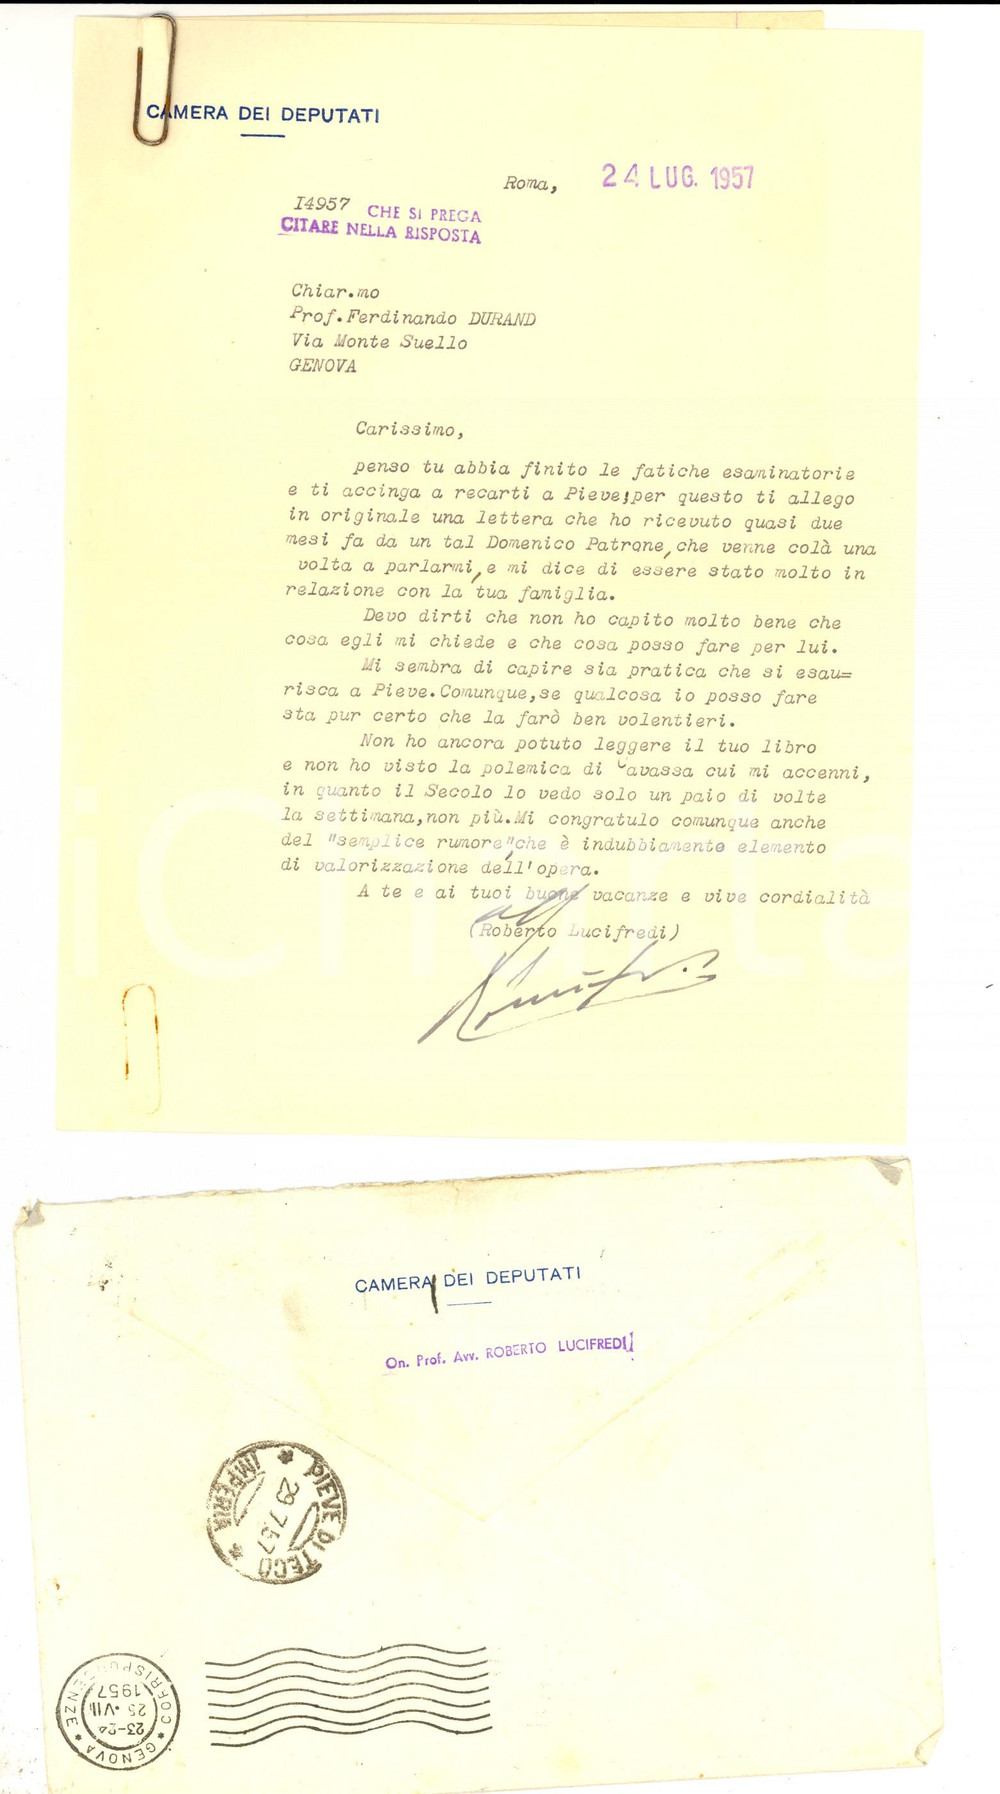 CAMERA DEI DEPUTATI
Roma, 24 LUG. 1957
I4957 CHE SI PREGA
CITARE NELLA RISPOSTA
Chiar.mo
Prof.Ferdinando DURAND
Via Monte Suello
GENOVA
Carissimo,
penso tu abbia finito le fatiche esaminatorie
e ti accinga a recarti a Pieve;per questo ti allego
in originale una lettera che ho ricevuto quasi due
mesi fa da un tal Domenico Patrone,che venne colà una
volta a parlarmi,e mi dice di essere stato molto in
relazione con la tua famiglia.
Devo dirti che non ho capito molto bene che
cosa egli mi chiede e che cosa posso fare per lui.
Mi sembra di capire sia pratica che si esau=
risca a Pieve.Comunque,se qualcosa io posso fare
sta pur certo che la farò ben volentieri.
Non ho ancora potuto leggere il tuo libro
e non ho visto la polemica di Cavassa cui mi accenni,
in quanto il Secolo lo vedo solo un paio di volte
la settimana,non più.Mi congratulo comunque anche
del "semplice rumore",che è indubbiamente elemento
di valorizzazione dell'opera.
A te e ai tuoi buone vacanze e vive cordialità
(Roberto Lucifredi)
CAMERA DEI DEPUTATI
On. Prof. Avv. ROBERTO LUCIFREDI
PIEVE DI TECO
IMPERIA
29.7.57
GENOVA CORRISPONDENZE
23-24
25.VII
1957